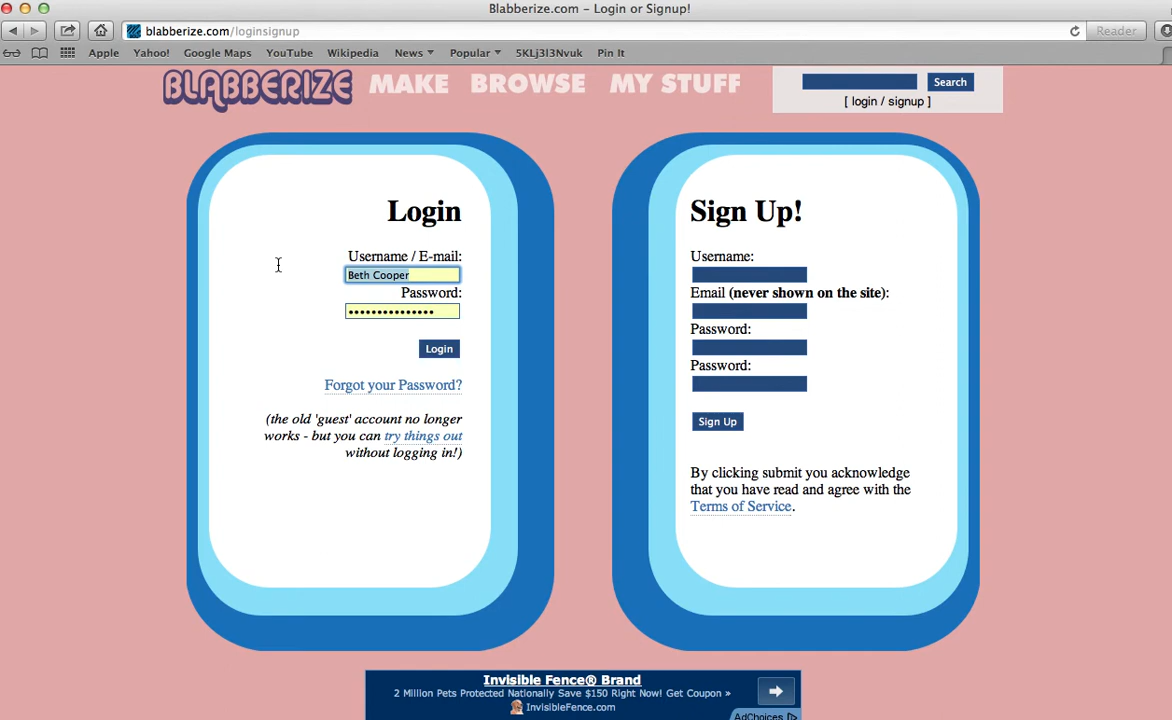 Blabberize.com – Login or Signup!
blabberize.com/loginsignup
Reader
Apple Yahoo! Google Maps YouTube Wikipedia News Popular 5KLj3l3Nvuk Pin It
BLABBERIZE MAKE BROWSE MY STUFF
Search
[ login / signup ]
Login
Username / E-mail:
Beth Cooper
Password:
•••••••••••••••
Login
Forgot your Password?
(the old 'guest' account no longer
works - but you can try things out
without logging in!)
Sign Up!
Username:
Email (never shown on the site):
Password:
Password:
Sign Up
By clicking submit you acknowledge
that you have read and agree with the
Terms of Service.
Invisible Fence® Brand
2 Million Pets Protected Nationally Save $150 Right Now! Get Coupon »
InvisibleFence.com
AdChoices